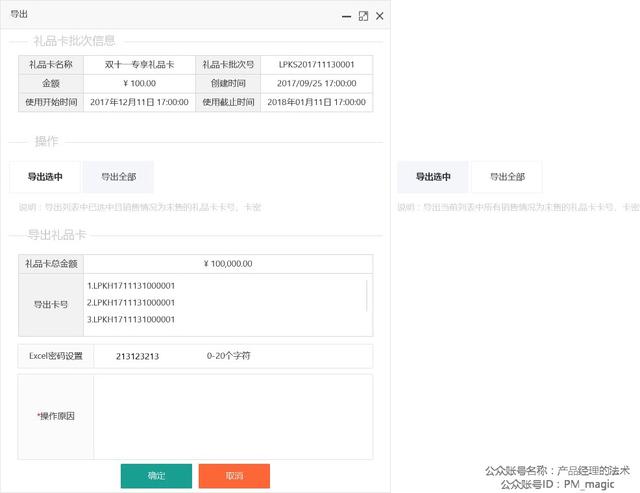 导出
礼品卡批次信息
礼品卡名称 双十一专享礼品卡 礼品卡批次号 LPKS201711130001
金额 ¥ 100.00 创建时间 2017/09/25 17:00:00
使用开始时间 2017年12月11日 17:00:00 使用截止时间 2018年01月11日 17:00:00
操作
导出选中 导出全部 导出选中 导出全部
说明：导出列表中已选中且销售情况为未售的礼品卡卡号、卡密 说明：导出当前列表中所有销售情况为未售的礼品卡卡号、卡密
导出礼品卡
礼品卡总金额 ¥ 100,000.00
导出卡号
1.LPKH1711131000001
2.LPKH1711131000001
3.LPKH1711131000001
Excel密码设置 213123213 0-20个字符
*操作原因
确定 取消
公众账号名称：产品经理的法术
公众账号ID：PM_magic